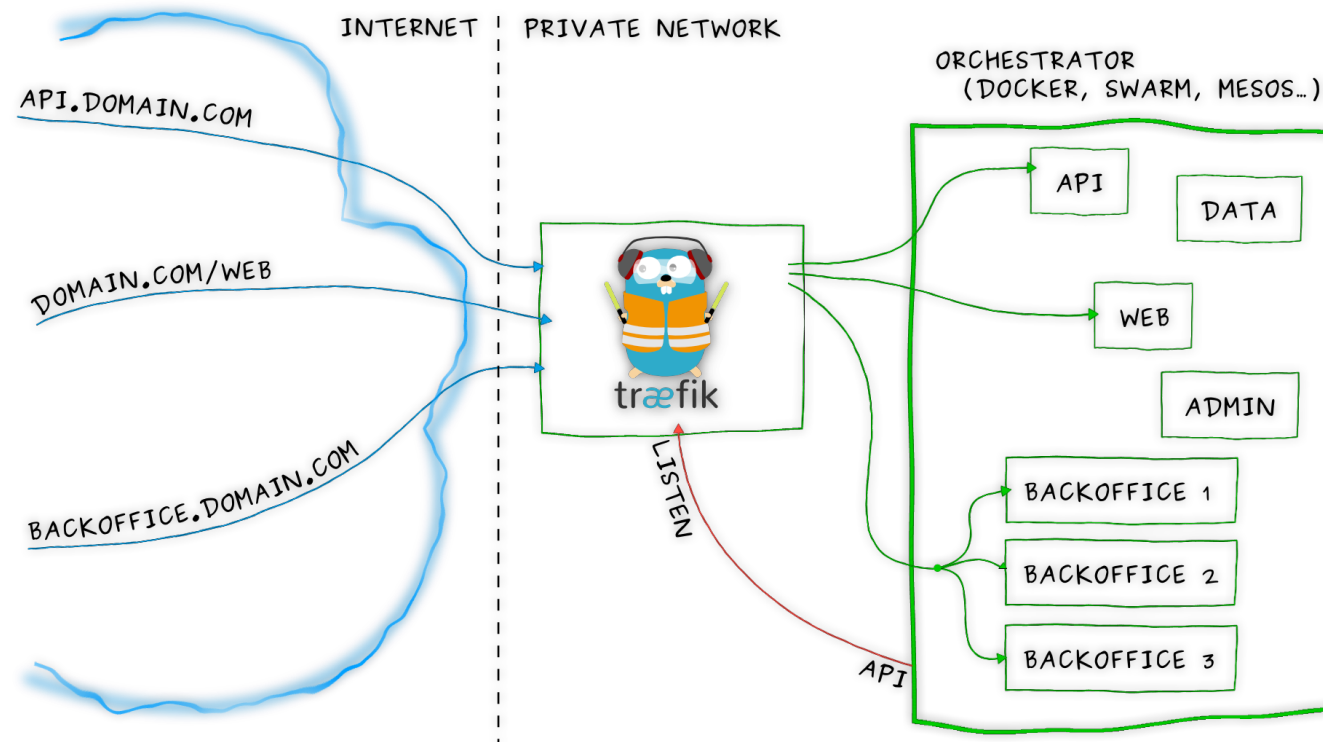 INTERNET
PRIVATE NETWORK
ORCHESTRATOR
(DOCKER, SWARM, MESOS…)
API.DOMAIN.COM
DOMAIN.COM/WEB
BACKOFFICE.DOMAIN.COM
træfik
LISTEN
API
API
DATA
WEB
ADMIN
BACKOFFICE 1
BACKOFFICE 2
BACKOFFICE 3